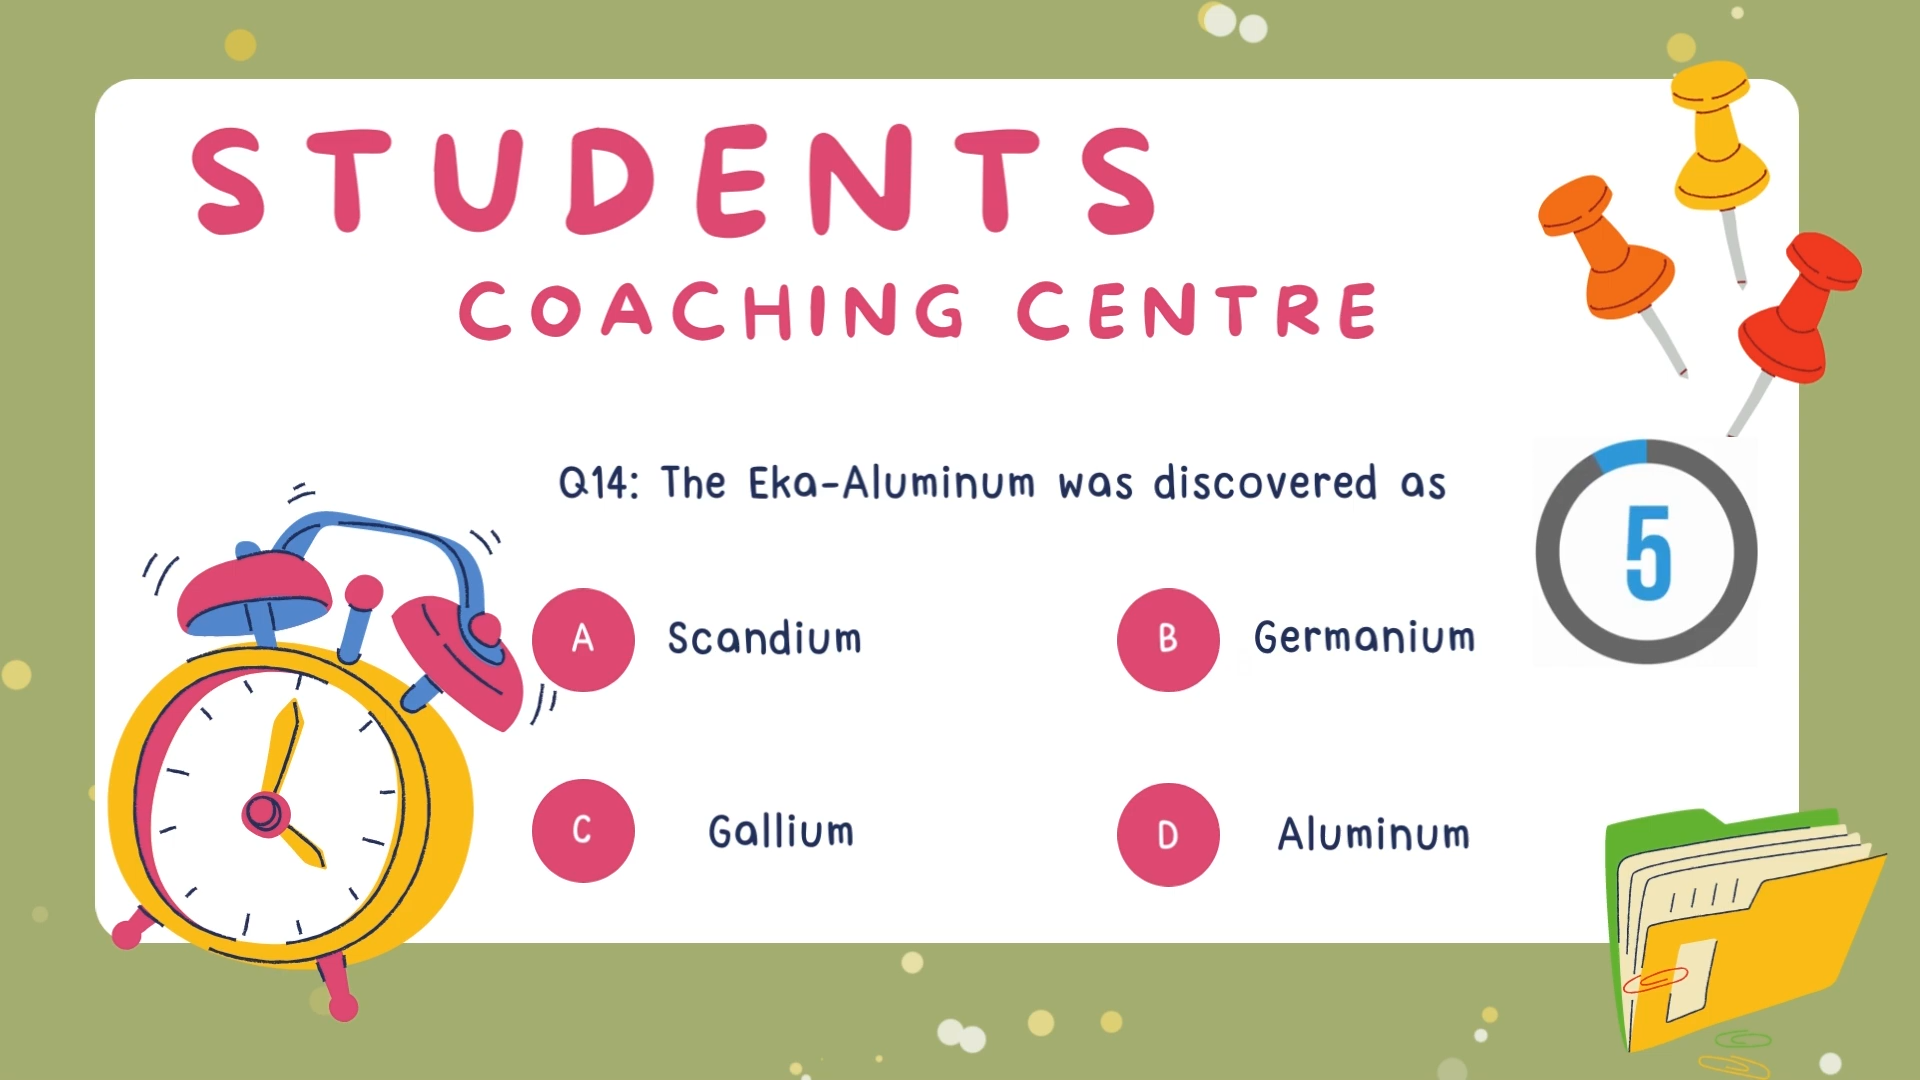 STUDENTS
COACHING CENTRE
Q14: The Eka-Aluminum was discovered as
5
A Scandium
B Germanium
C Gallium
D Aluminum